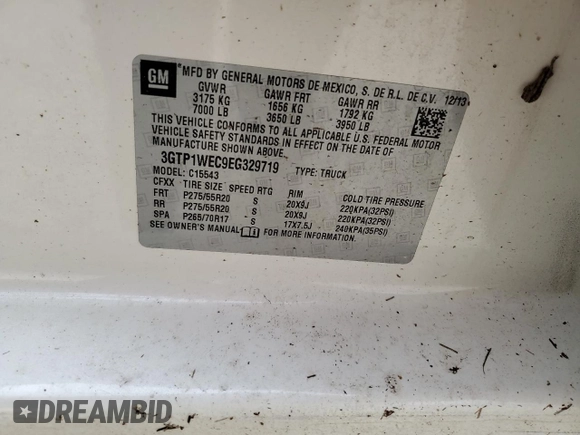 GM
*MFD BY GENERAL MOTORS DE MEXICO, S. DE R.L. DE C.V. 12/13
GVWR GAWR FRT GAWR RR
3175 KG 1656 KG 1792 KG
7000 LB 3650 LB 3950 LB
THIS VEHICLE CONFORMS TO ALL APPLICABLE U.S. FEDERAL MOTOR
VEHICLE SAFETY STANDARDS IN EFFECT ON THE DATE OF
MANUFACTURE SHOWN ABOVE.
3GTP1WEC9EG329719
TYPE: TRUCK
MODEL: C15543
CFXX TIRE SIZE SPEED RTG RIM COLD TIRE PRESSURE
FRT P275/55R20 S 20X9J 220KPA(32PSI)
RR P275/55R20 S 20X9J 220KPA(32PSI)
SPA P265/70R17 S 17X7.5J 240KPA(35PSI)
SEE OWNER'S MANUAL FOR MORE INFORMATION.
DREAMBID